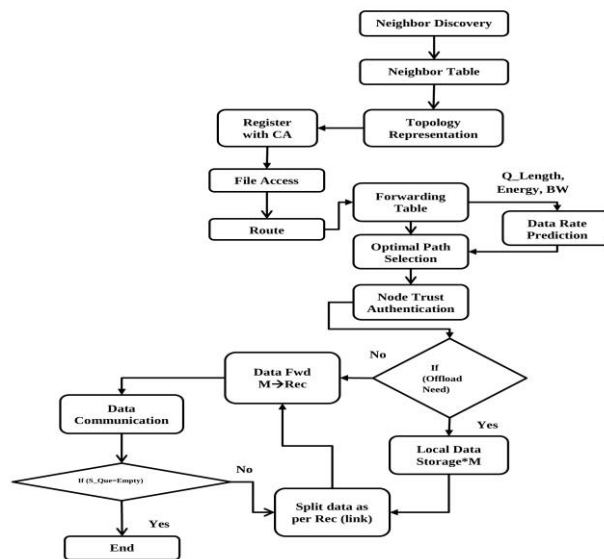 Neighbor Discovery
Neighbor Table
Register
with CA
Topology
Representation
File Access
Q_Length,
Energy, BW
Forwarding
Table
Route
Data Rate
Prediction
Optimal Path
Selection
Node Trust
Authentication
No
If
(Offload
Need)
Data Fwd
M→Rec
Data
Communication
Yes
Local Data
Storage*M
If (S_Que=Empty)
No
Split data as
per Rec (link)
Yes
End